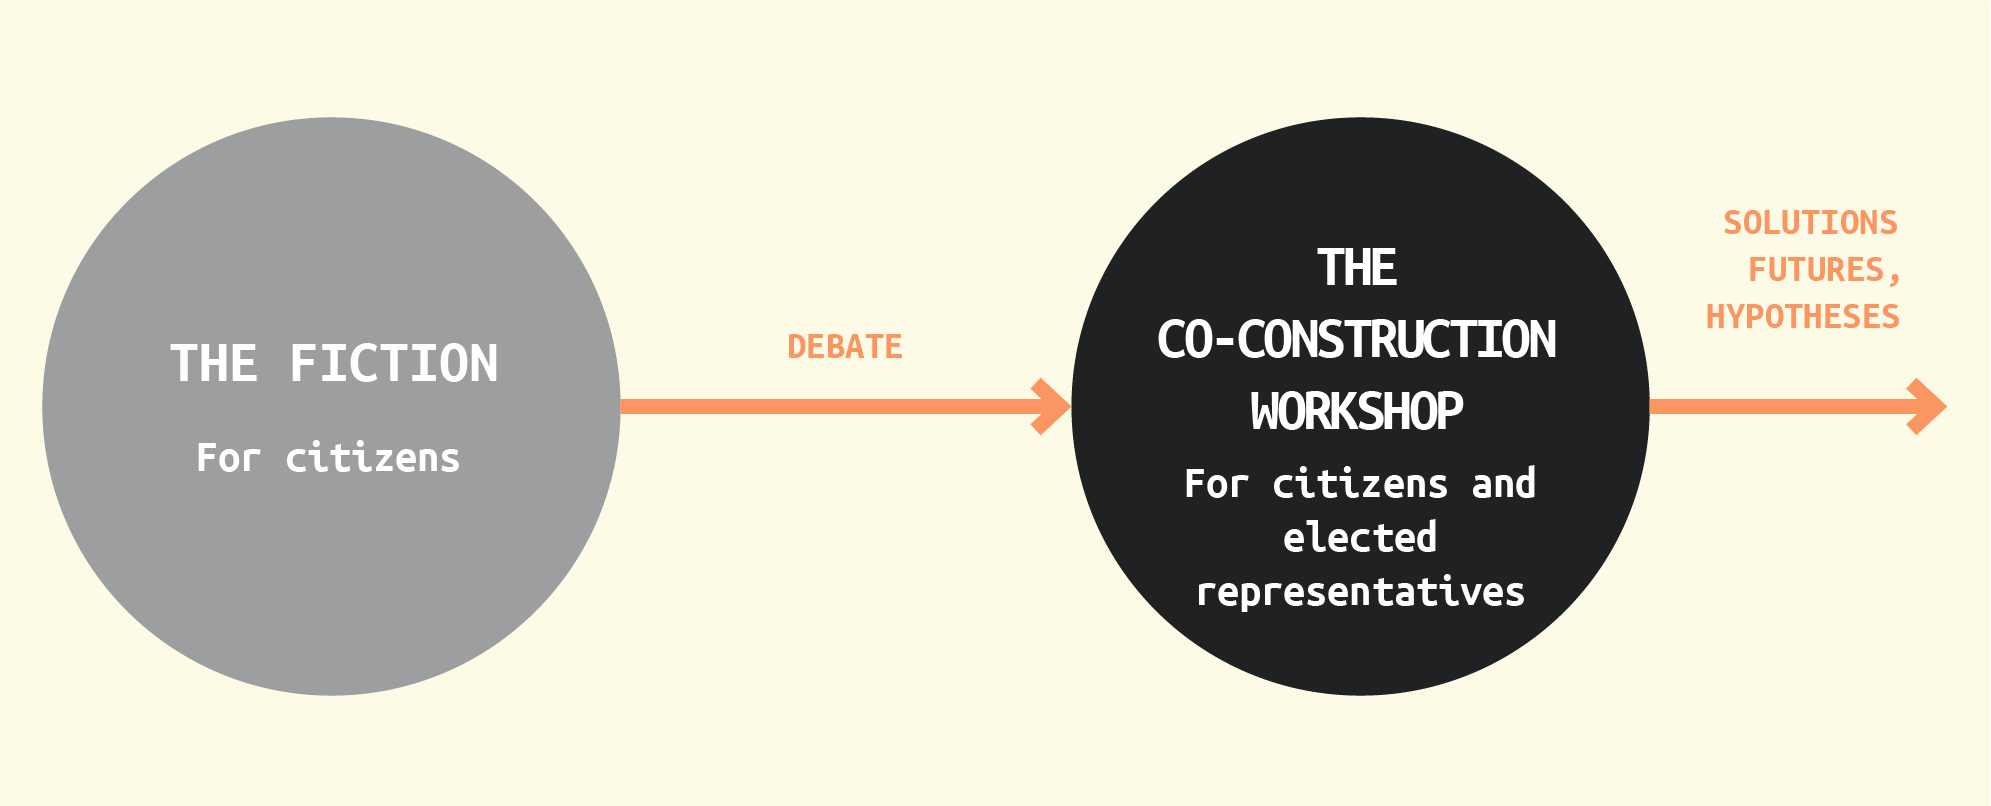 THE FICTION
For citizens
DEBATE
THE
CO-CONSTRUCTION
WORKSHOP
For citizens and
elected
representatives
SOLUTIONS
FUTURES,
HYPOTHESES